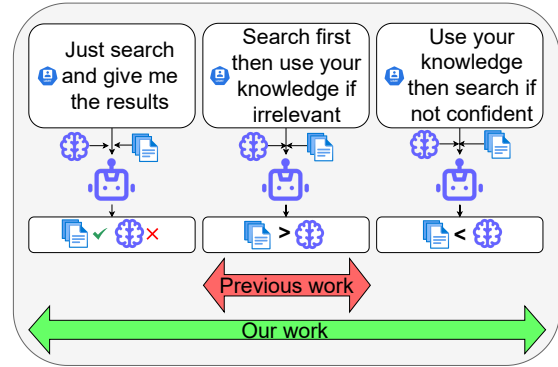 Just search
and give me
the results
Search first
then use your
knowledge if
irrelevant
Use your
knowledge
then search if
not confident
>
<
Previous work
Our work